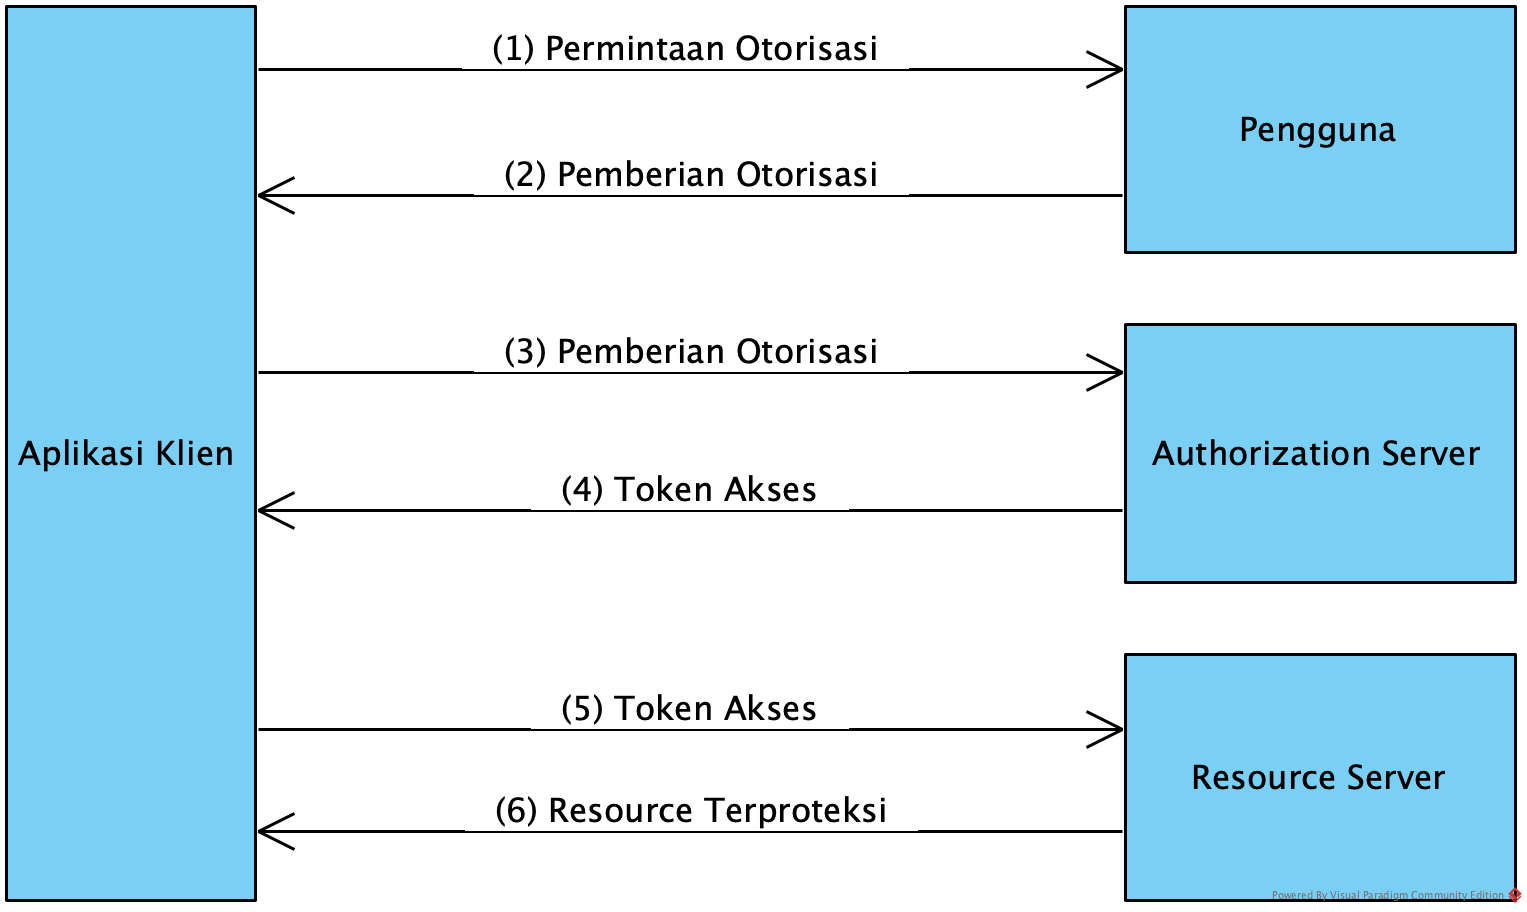 (1) Permintaan Otorisasi
Pengguna
(2) Pemberian Otorisasi
(3) Pemberian Otorisasi
Aplikasi Klien
Authorization Server
(4) Token Akses
(5) Token Akses
Resource Server
(6) Resource Terproteksi
Powered By Visual Paradigm Community Edition